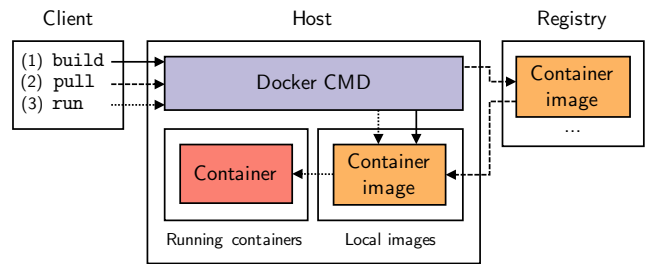 Client
Host
Registry
(1) build
(2) pull
(3) run
Docker CMD
Container
image
...
Container
Container
image
Running containers
Local images